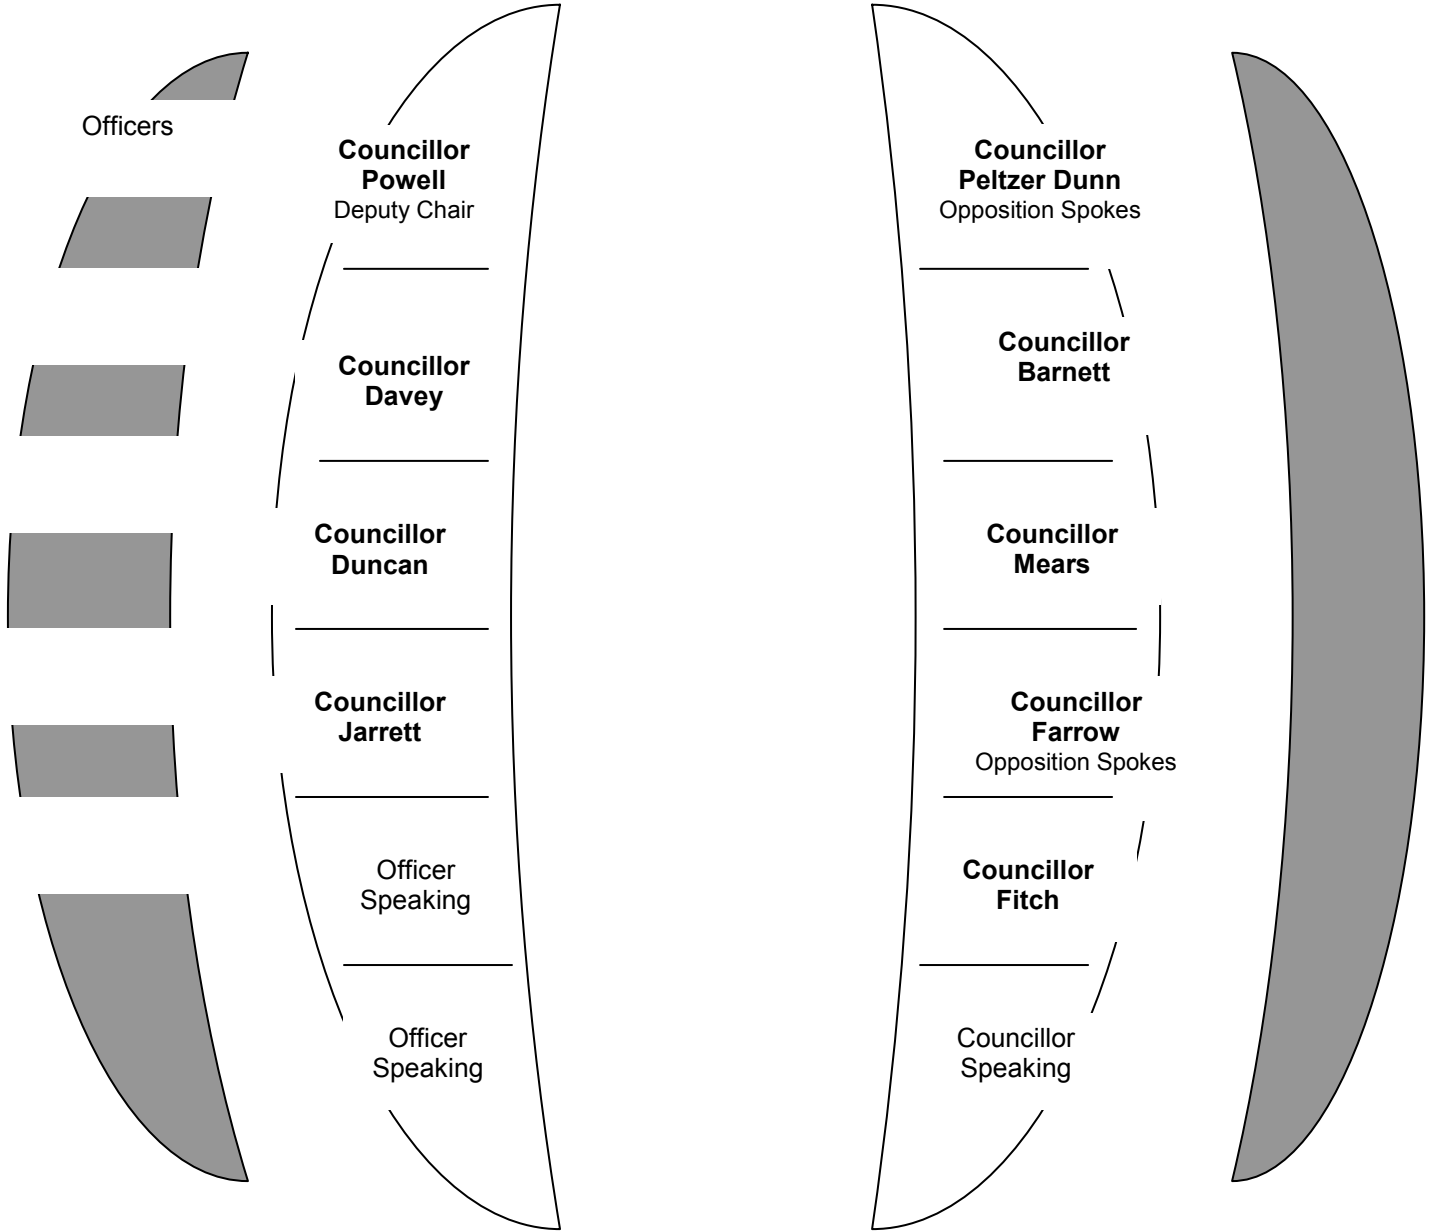 Officers
Councillor
Powell
Deputy Chair
Councillor
Davey
Councillor
Duncan
Councillor
Jarrett
Officer
Speaking
Officer
Speaking
Councillor
Peltzer Dunn
Opposition Spokes
Councillor
Barnett
Councillor
Mears
Councillor
Farrow
Opposition Spokes
Councillor
Fitch
Councillor
Speaking